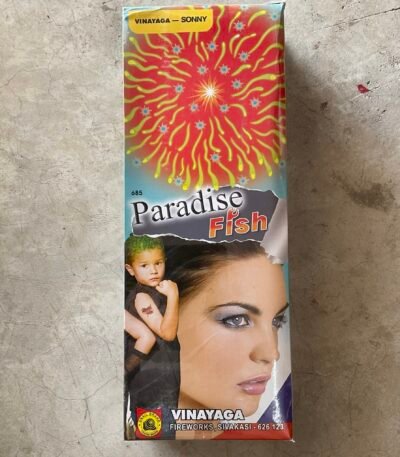 VINAYAGA — SONNY
685
Paradise
Fish
VINAYAGA
FIREWORKS, SIVAKASI - 626 123